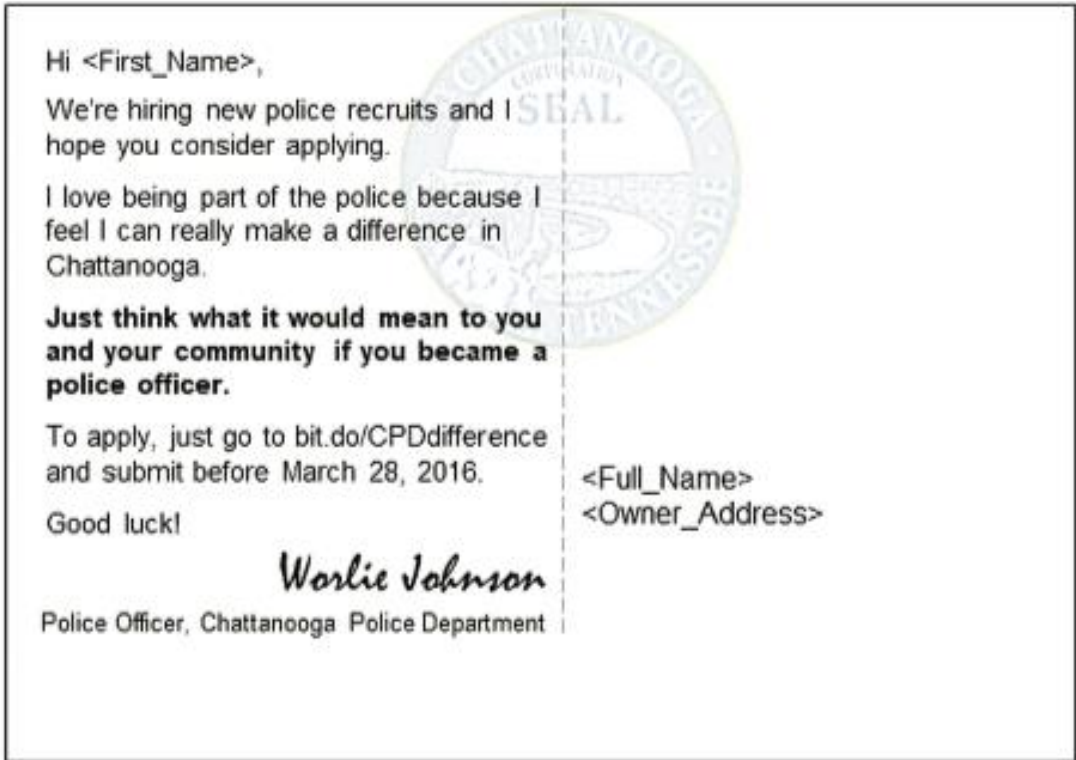 Hi <First_Name>,
We're hiring new police recruits and I
hope you consider applying.
I love being part of the police because I
feel I can really make a difference in
Chattanooga.
Just think what it would mean to you
and your community if you became a
police officer.
To apply, just go to bit.do/CPDdifference
and submit before March 28, 2016.
Good luck!
Worlie Johnson
Police Officer, Chattanooga Police Department
CHATTANOOGA
CORPORATION
SEAL
TENNESSEE
<Full_Name>
<Owner_Address>